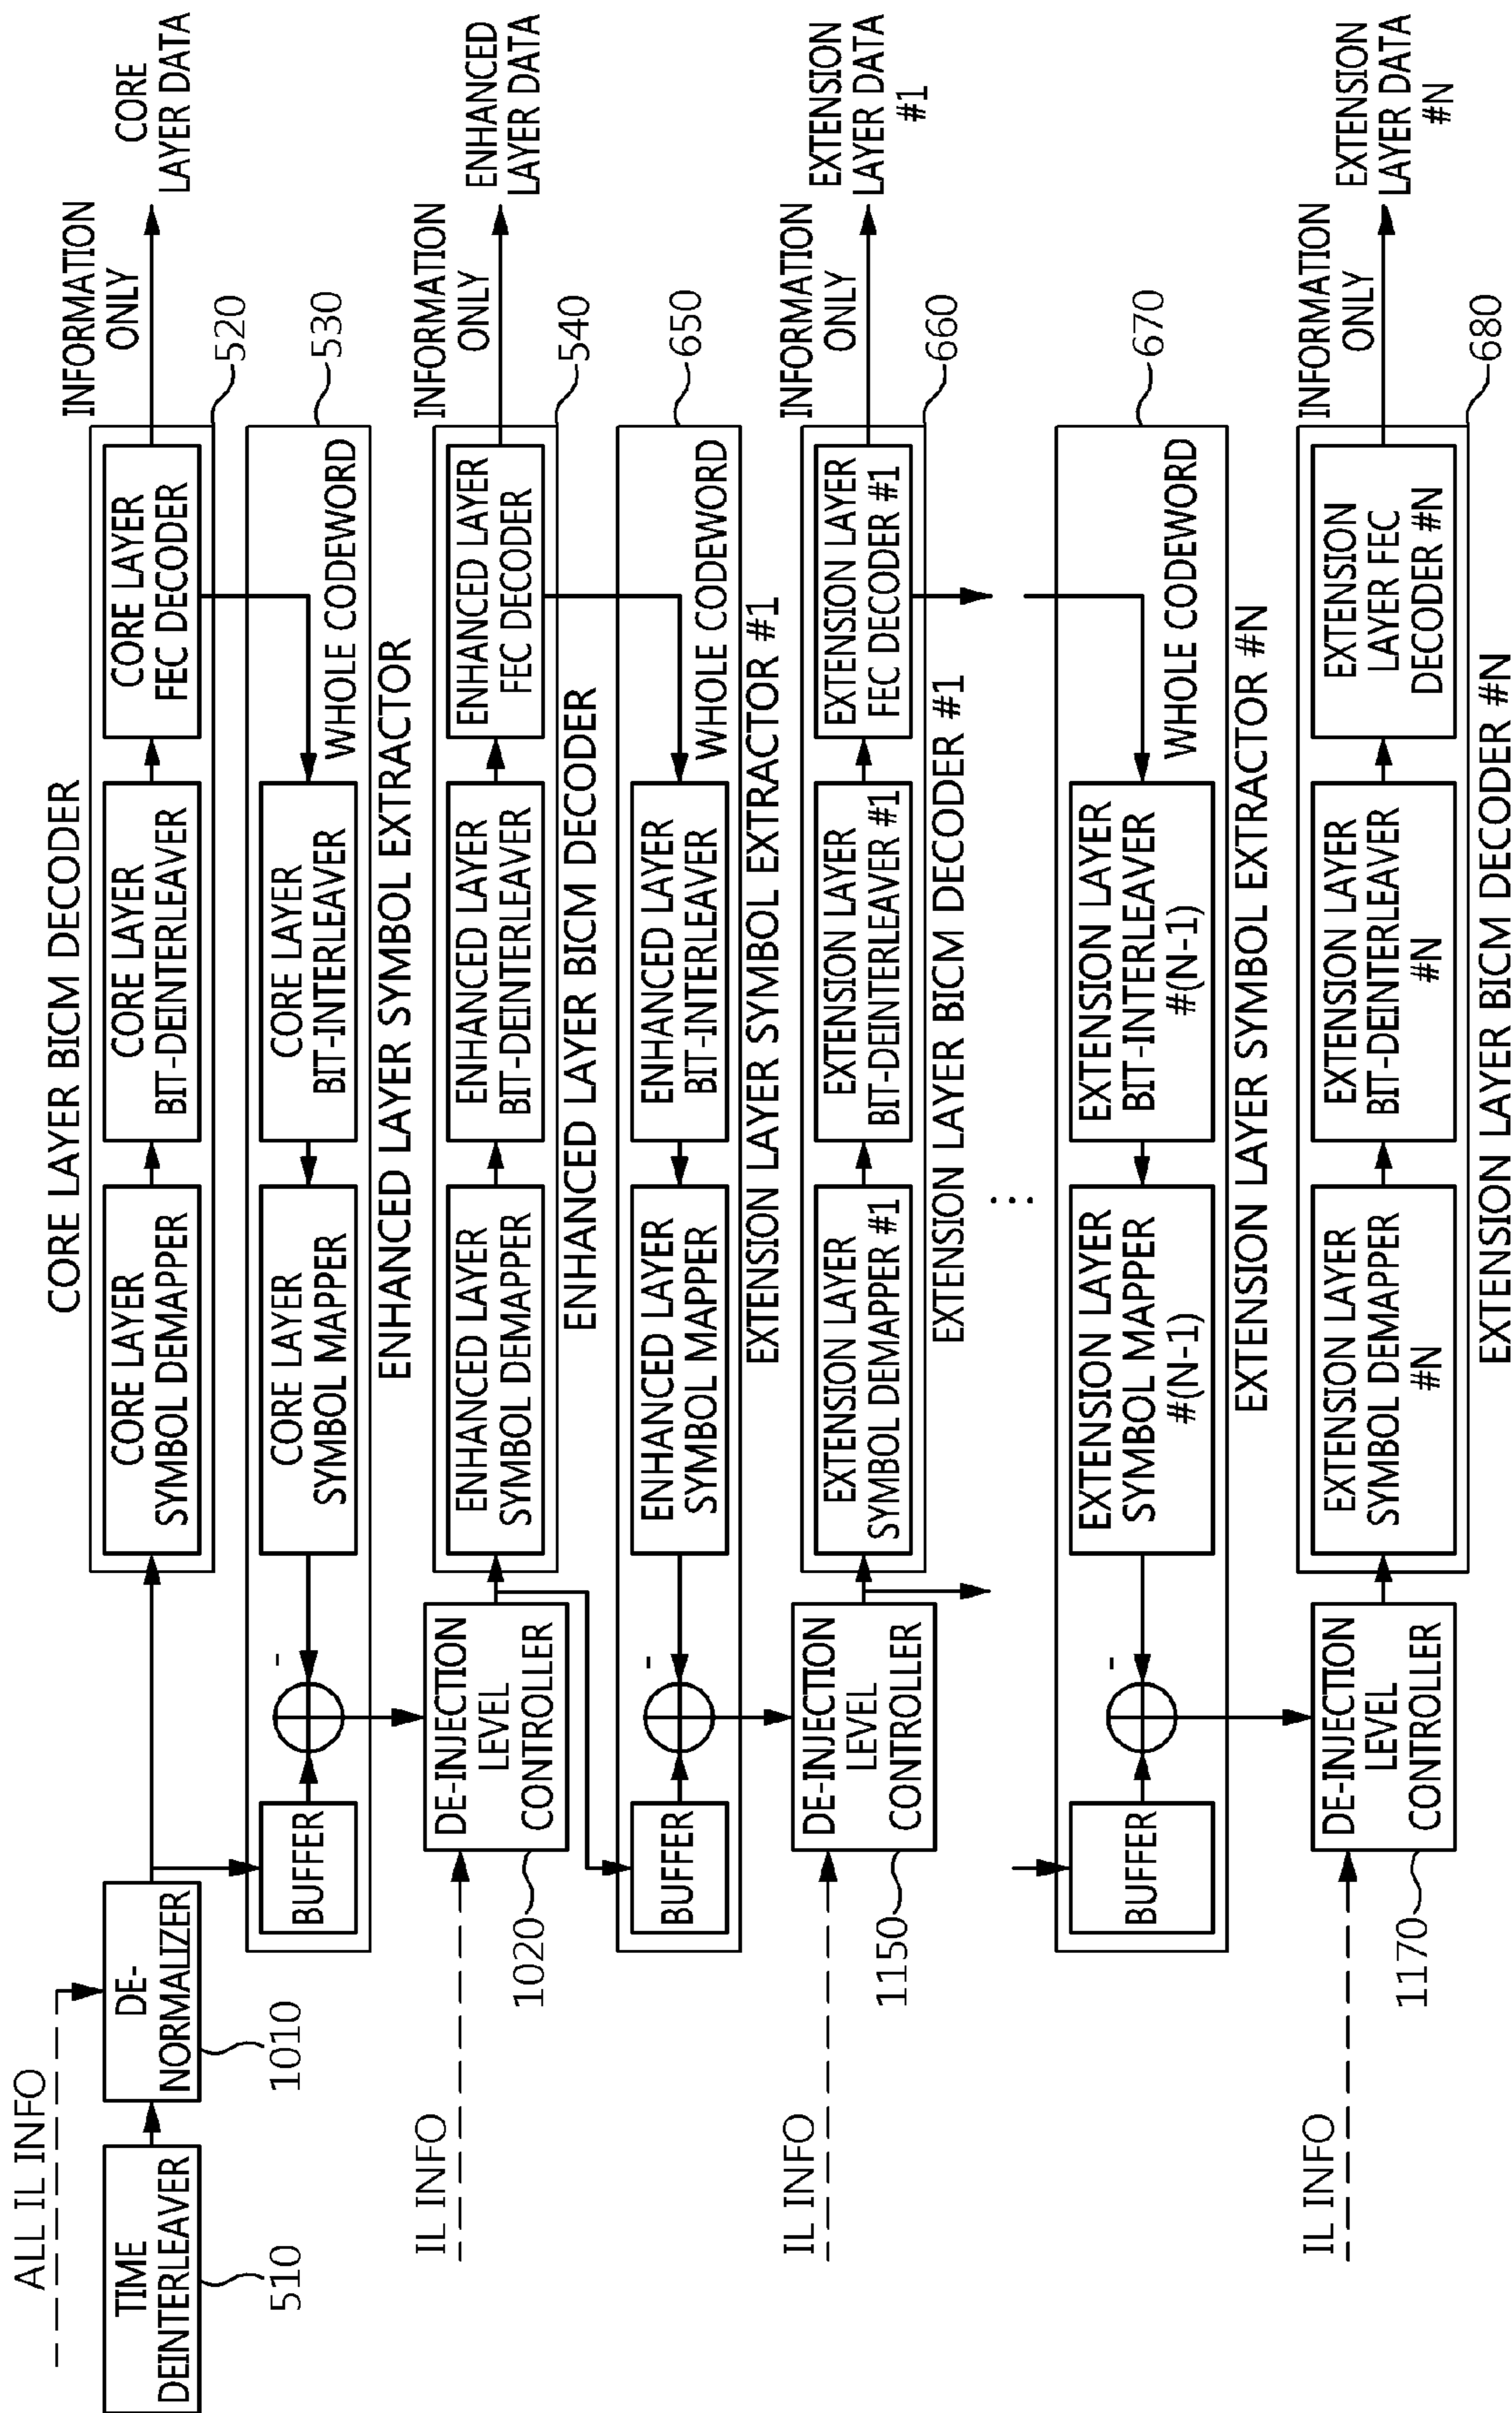 ALL IL INFO
TIME
DEINTERLEAVER
510
DE-
NORMALIZER
1010
CORE LAYER BICM DECODER
CORE LAYER
SYMBOL DEMAPPER
CORE LAYER
BIT-DEINTERLEAVER
CORE LAYER
FEC DECODER
INFORMATION
ONLY
CORE
LAYER DATA
520
BUFFER
-
CORE LAYER
SYMBOL MAPPER
CORE LAYER
BIT-INTERLEAVER
WHOLE CODEWORD
530
ENHANCED LAYER SYMBOL EXTRACTOR
IL INFO
DE-INJECTION
LEVEL
CONTROLLER
1020
ENHANCED LAYER
SYMBOL DEMAPPER
ENHANCED LAYER
BIT-DEINTERLEAVER
ENHANCED LAYER
FEC DECODER
INFORMATION
ONLY
ENHANCED
LAYER DATA
540
ENHANCED LAYER BICM DECODER
BUFFER
-
ENHANCED LAYER
SYMBOL MAPPER
ENHANCED LAYER
BIT-INTERLEAVER
WHOLE CODEWORD
650
EXTENSION LAYER SYMBOL EXTRACTOR #1
IL INFO
DE-INJECTION
LEVEL
CONTROLLER
1150
EXTENSION LAYER
SYMBOL DEMAPPER #1
EXTENSION LAYER
BIT-DEINTERLEAVER #1
EXTENSION LAYER
FEC DECODER #1
INFORMATION
ONLY
EXTENSION
LAYER DATA
#1
660
EXTENSION LAYER BICM DECODER #1
...
BUFFER
-
EXTENSION LAYER
SYMBOL MAPPER
#(N-1)
EXTENSION LAYER
BIT-INTERLEAVER
#(N-1)
WHOLE CODEWORD
670
EXTENSION LAYER SYMBOL EXTRACTOR #N
IL INFO
DE-INJECTION
LEVEL
CONTROLLER
1170
EXTENSION LAYER
SYMBOL DEMAPPER
#N
EXTENSION LAYER
BIT-DEINTERLEAVER
#N
EXTENSION
LAYER FEC
DECODER #N
INFORMATION
ONLY
EXTENSION
LAYER DATA
#N
680
EXTENSION LAYER BICM DECODER #N